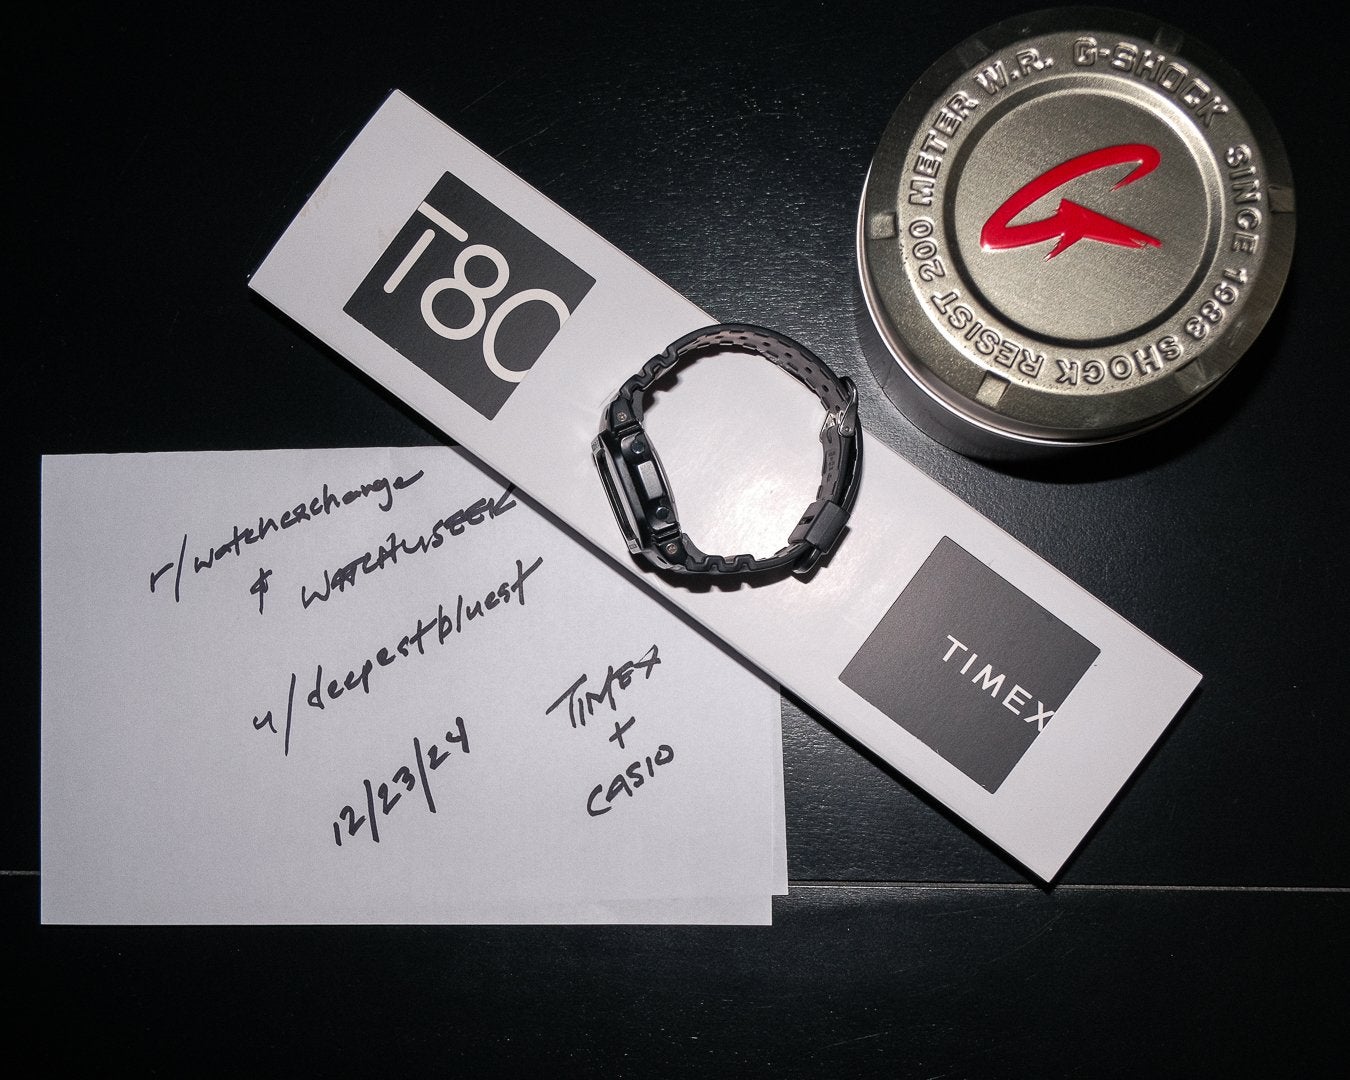 T80
TIMEX
G-SHOCK SINCE 1983 SHOCK RESIST 200 METER W.R.
G
r/watchexchange
& WATCHUSEEK
u/deepestbluest
12/23/24
TIMEX
+
CASIO